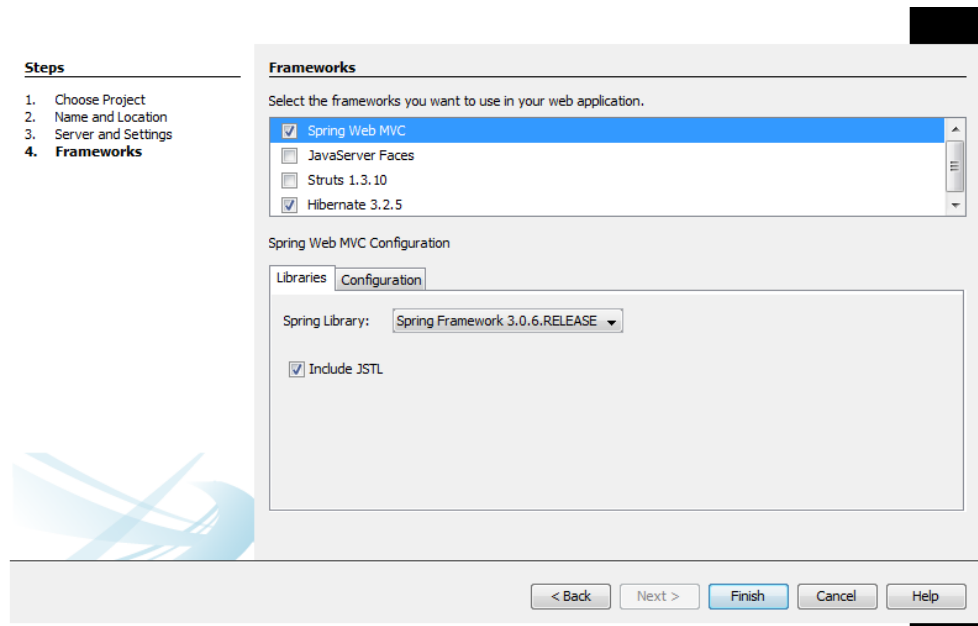 Steps
1. Choose Project
2. Name and Location
3. Server and Settings
4. Frameworks
Frameworks
Select the frameworks you want to use in your web application.
Spring Web MVC
JavaServer Faces
Struts 1.3.10
Hibernate 3.2.5
Spring Web MVC Configuration
Libraries Configuration
Spring Library: Spring Framework 3.0.6.RELEASE
Include JSTL
< Back Next > Finish Cancel Help